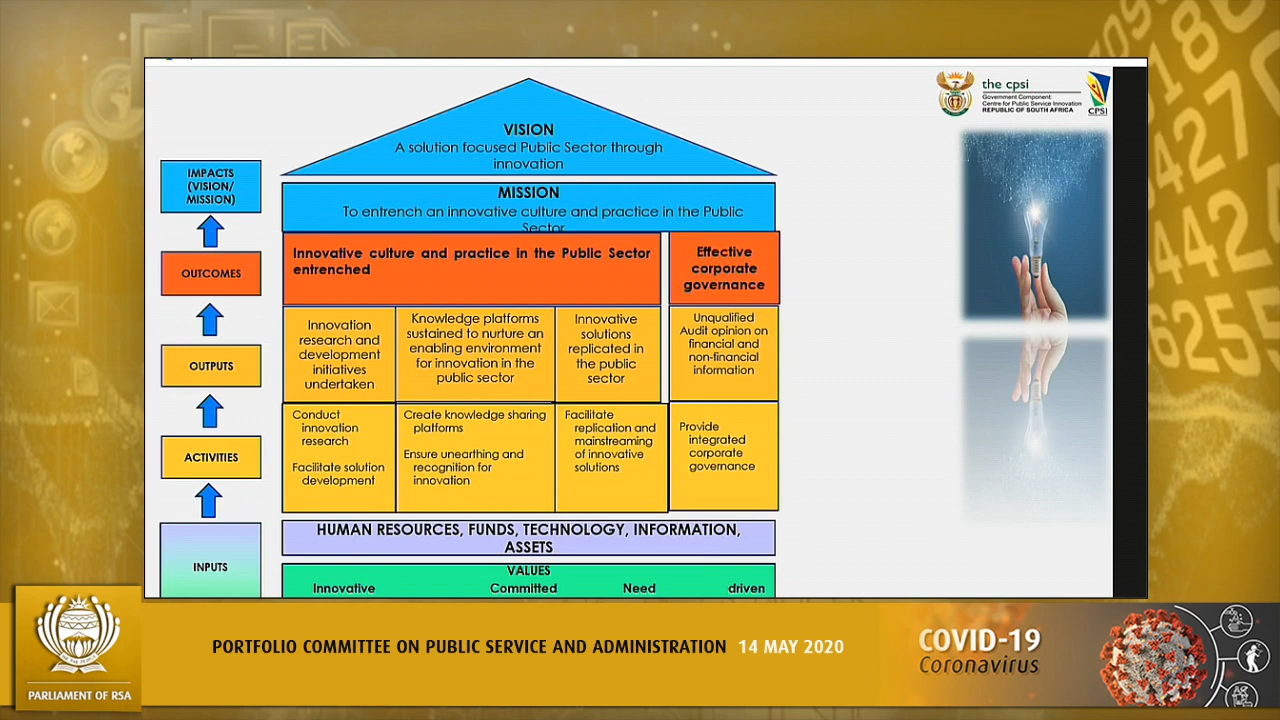 the cpsi
Government Component:
Centre for Public Service Innovation
REPUBLIC OF SOUTH AFRICA
CPSI
VISION
A solution focused Public Sector through
innovation
IMPACTS
(VISION/
MISSION)
MISSION
To entrench an innovative culture and practice in the Public
Sector
OUTCOMES
Innovative culture and practice in the Public Sector
entrenched
Effective
corporate
governance
OUTPUTS
Innovation
research and
development
initiatives
undertaken
Knowledge platforms
sustained to nurture an
enabling environment
for innovation in the
public sector
Innovative
solutions
replicated in
the public
sector
Unqualified
Audit opinion on
financial and
non-financial
information
ACTIVITIES
Conduct
innovation
research
Facilitate solution
development
Create knowledge sharing
platforms
Ensure unearthing and
recognition for
innovation
Facilitate
replication and
mainstreaming
of innovative
solutions
Provide
integrated
corporate
governance
INPUTS
HUMAN RESOURCES, FUNDS, TECHNOLOGY, INFORMATION,
ASSETS
VALUES
Innovative Committed Need driven
PARLIAMENT OF RSA
PORTFOLIO COMMITTEE ON PUBLIC SERVICE AND ADMINISTRATION 14 MAY 2020
COVID-19
Coronavirus